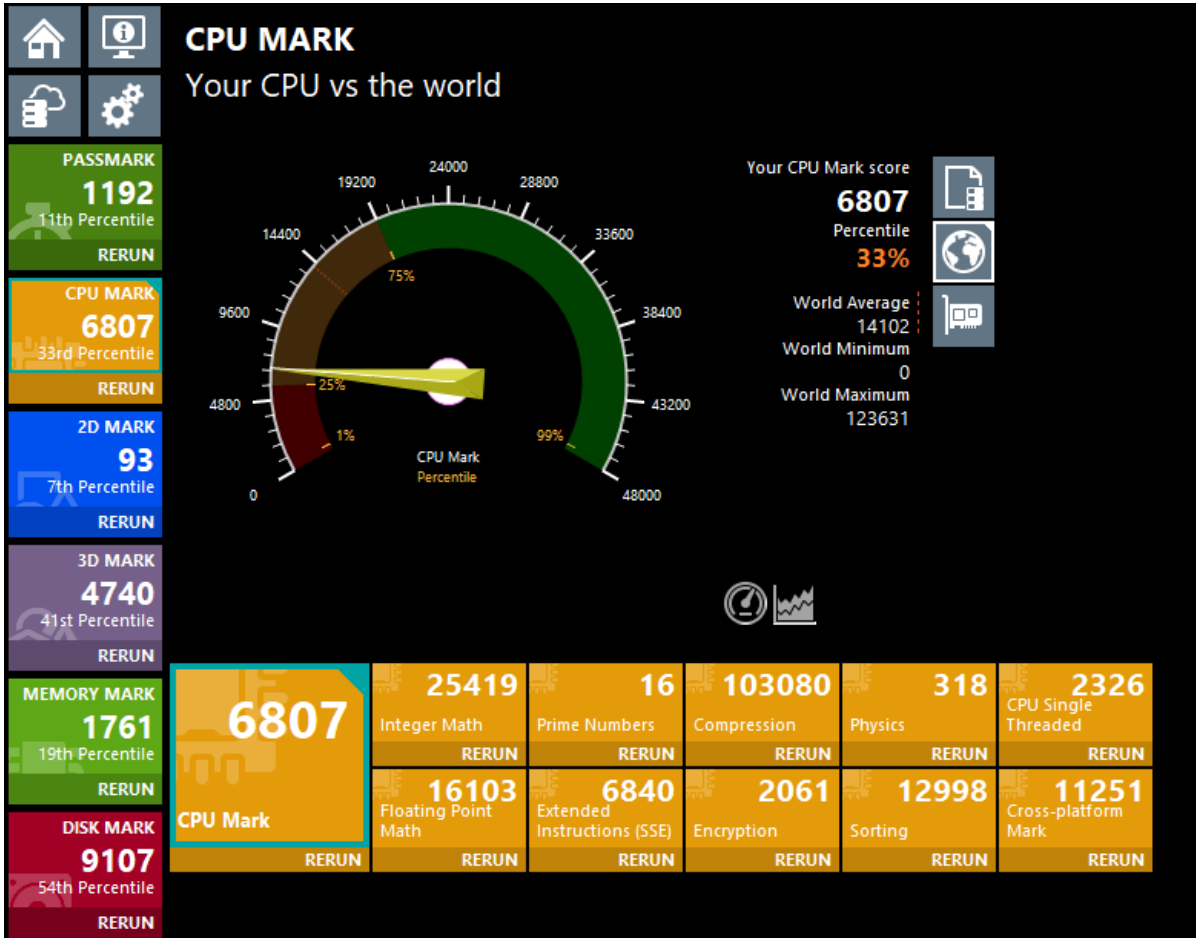 CPU MARK
Your CPU vs the world
PASSMARK
1192
11th Percentile
RERUN
CPU MARK
6807
33rd Percentile
RERUN
2D MARK
93
7th Percentile
RERUN
3D MARK
4740
41st Percentile
RERUN
MEMORY MARK
1761
19th Percentile
RERUN
DISK MARK
9107
54th Percentile
RERUN
0
4800
9600
14400
19200
24000
28800
33600
38400
43200
48000
1%
25%
75%
99%
CPU Mark
Percentile
Your CPU Mark score
6807
Percentile
33%
World Average
14102
World Minimum
0
World Maximum
123631
6807
CPU Mark
RERUN
25419
Integer Math
RERUN
16
Prime Numbers
RERUN
103080
Compression
RERUN
318
Physics
RERUN
2326
CPU Single
Threaded
RERUN
16103
Floating Point
Math
RERUN
6840
Extended
Instructions (SSE)
RERUN
2061
Encryption
RERUN
12998
Sorting
RERUN
11251
Cross-platform
Mark
RERUN